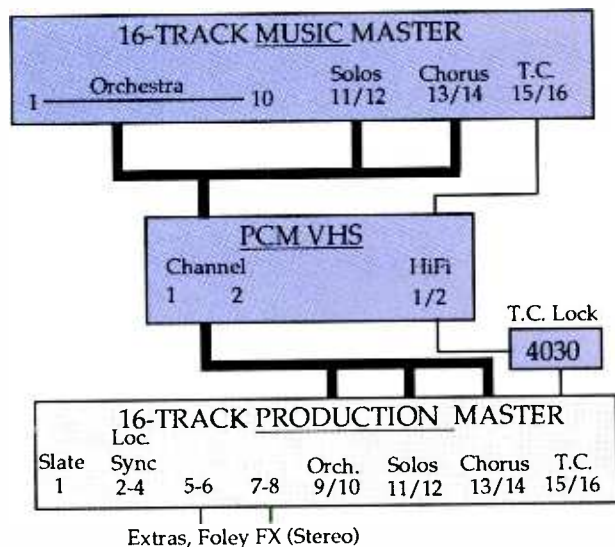 16-TRACK MUSIC MASTER
Orchestra Solos Chorus T.C.
1 10 11/12 13/14 15/16
PCM VHS
Channel HiFi
1 2 1/2
T.C. Lock
4030
16-TRACK PRODUCTION MASTER
Loc.
Slate Sync Orch. Solos Chorus T.C.
1 2-4 5-6 7-8 9/10 11/12 13/14 15/16
Extras, Foley FX (Stereo)